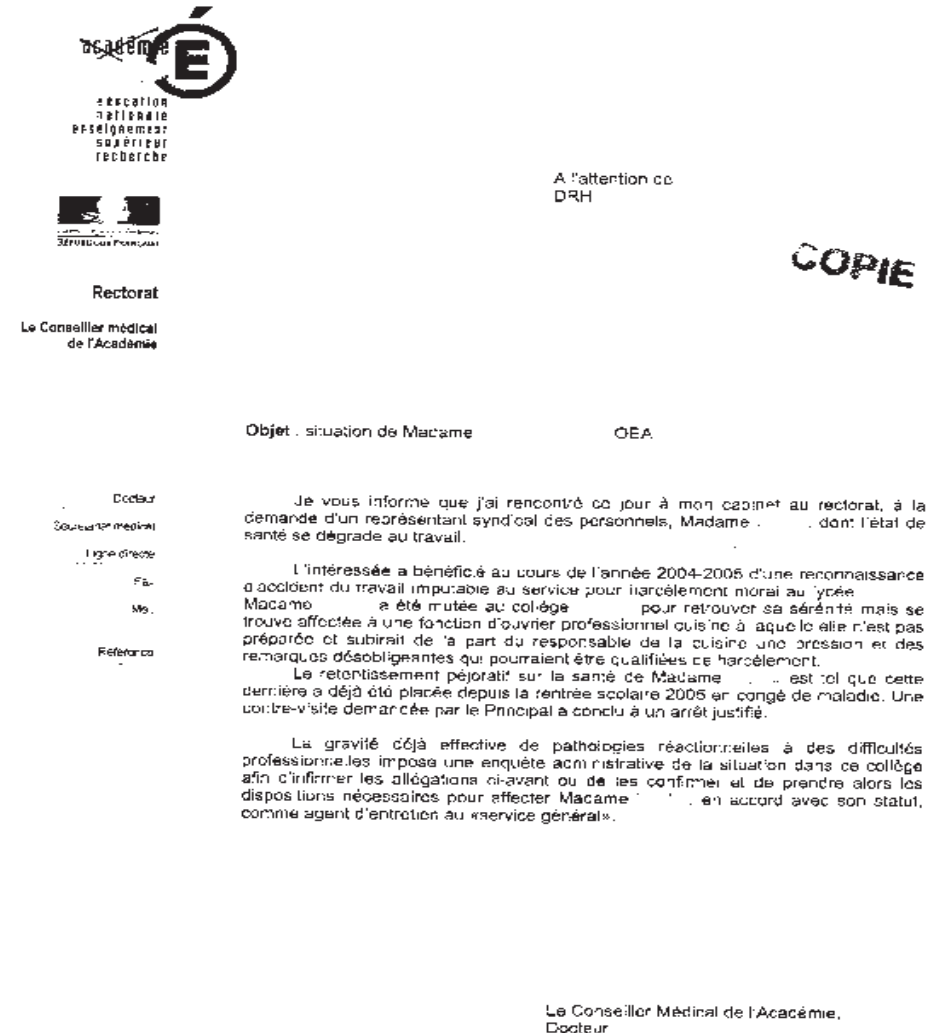 académie
éducation
nationale
enseignement
supérieur
recherche
RÉPUBLIQUE FRANÇAISE
Rectorat
Le Conseiller médical
de l'Académie
A l'attention de
DRH
COPIE
Objet : situation de Madame OEA
Docteur
Secrétariat médical
Ligne directe
Fax
Mel.
Référence
Je vous informe que j'ai rencontré ce jour à mon cabinet au rectorat, à la
demande d'un représentant syndical des personnels, Madame . dont l'état de
santé se dégrade au travail.
L'intéressée a bénéficié au cours de l'année 2004-2005 d'une reconnaissance
d'accident du travail imputable au service pour harcèlement moral au lycée
Madame a été mutée au collège pour retrouver sa sérénité mais se
trouve affectée à une fonction d'ouvrier professionnel cuisine à laquelle elle n'est pas
préparée et subirait de la part du responsable de la cuisine une pression et des
remarques désobligeantes qui pourraient être qualifiées de harcèlement.
Le retentissement péjoratif sur la santé de Madame est tel que cette
dernière a déjà été placée depuis la rentrée scolaire 2005 en congé de maladie. Une
contre-visite demandée par le Principal a conclu à un arrêt justifié.
La gravité déjà effective de pathologies réactionnelles à des difficultés
professionnelles impose une enquête administrative de la situation dans ce collège
afin d'infirmer les allégations ci-avant ou de les confirmer et de prendre alors les
dispositions nécessaires pour affecter Madame , en accord avec son statut,
comme agent d'entretien au «service général».
Le Conseiller Médical de l'Académie,
Docteur